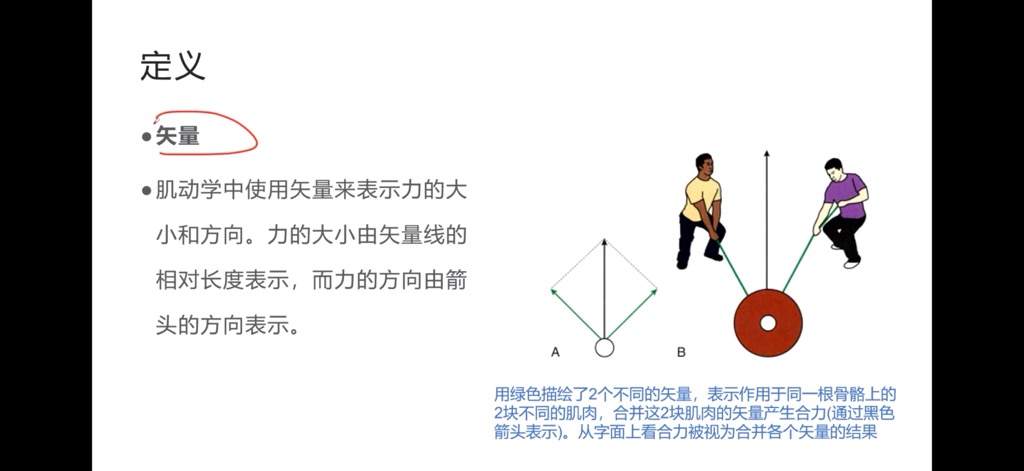 定义
•矢量
•肌动学中使用矢量来表示力的大
小和方向。力的大小由矢量线的
相对长度表示，而力的方向由箭
头的方向表示。
A
B
用绿色描绘了2个不同的矢量，表示作用于同一根骨骼上的
2块不同的肌肉，合并这2块肌肉的矢量产生合力(通过黑色
箭头表示)。从字面上看合力被视为合并各个矢量的结果